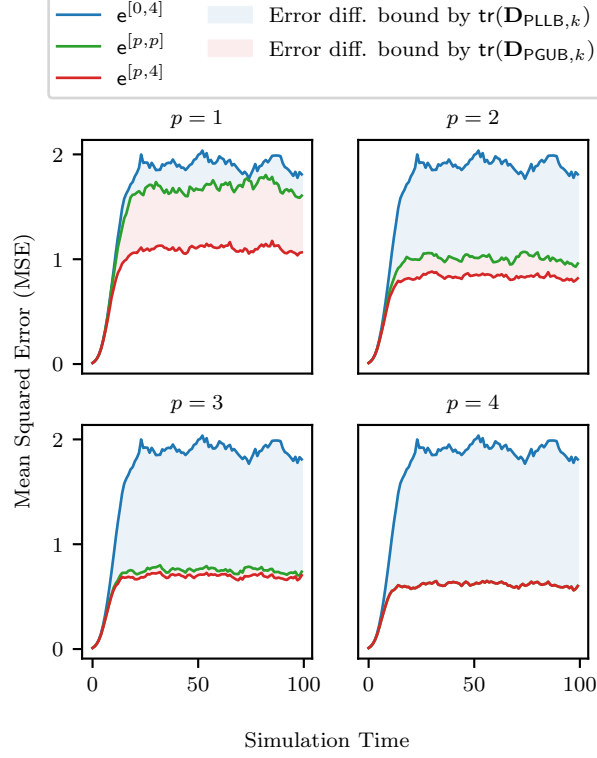 e^[0,4] Error diff. bound by tr(D_PLLB,k)
e^[p,p] Error diff. bound by tr(D_PGUB,k)
e^[p,4]
p = 1
p = 2
2
1
0
p = 3
p = 4
2
1
0
0 50 100
0 50 100
Mean Squared Error (MSE)
Simulation Time